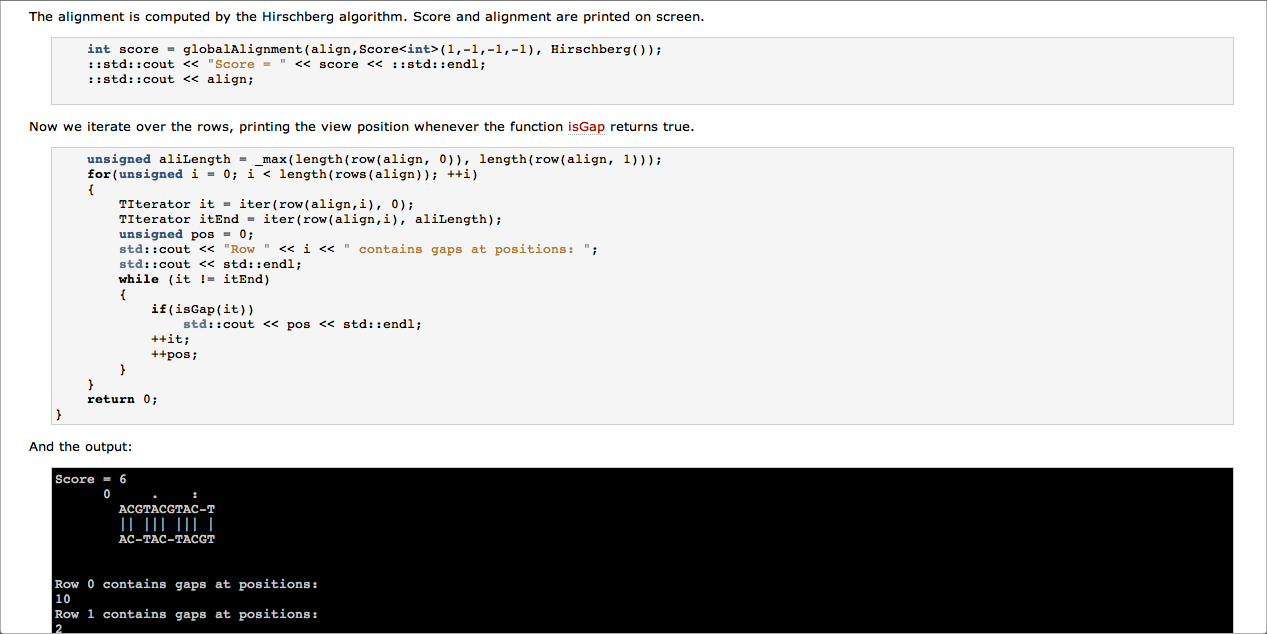 The alignment is computed by the Hirschberg algorithm. Score and alignment are printed on screen.
    int score = globalAlignment(align,Score<int>(1,-1,-1,-1), Hirschberg());
    ::std::cout << "Score = " << score << ::std::endl;
    ::std::cout << align;
Now we iterate over the rows, printing the view position whenever the function isGap returns true.
    unsigned aliLength = _max(length(row(align, 0)), length(row(align, 1)));
    for(unsigned i = 0; i < length(rows(align)); ++i)
    {
        TIterator it = iter(row(align,i), 0);
        TIterator itEnd = iter(row(align,i), aliLength);
        unsigned pos = 0;
        std::cout << "Row " << i << " contains gaps at positions: ";
        std::cout << std::endl;
        while (it != itEnd)
        {
            if(isGap(it))
                std::cout << pos << std::endl;
            ++it;
            ++pos;
        }
    }
    return 0;
}
And the output:
Score = 6
      0     .    :
        ACGTACGTAC-T
        || ||| ||| |
        AC-TAC-TACGT
Row 0 contains gaps at positions:
10
Row 1 contains gaps at positions:
2